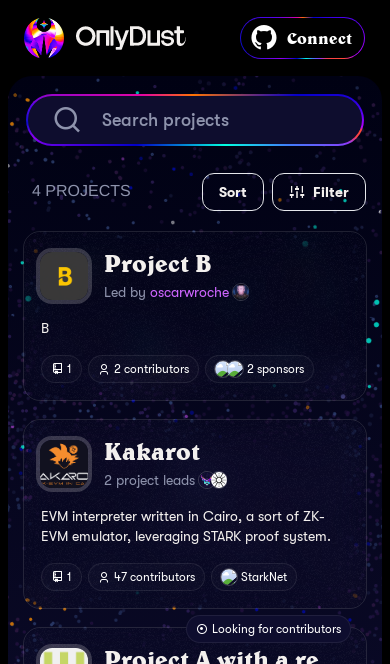 OnlyDust
Connect
Search projects
4 PROJECTS
Sort
Filter
B
Project B
Led by oscarwroche
B
1
2 contributors
2 sponsors
AKARO
Kakarot
2 project leads
EVM interpreter written in Cairo, a sort of ZK-
EVM emulator, leveraging STARK proof system.
1
47 contributors
StarkNet
Looking for contributors
Project A with a re